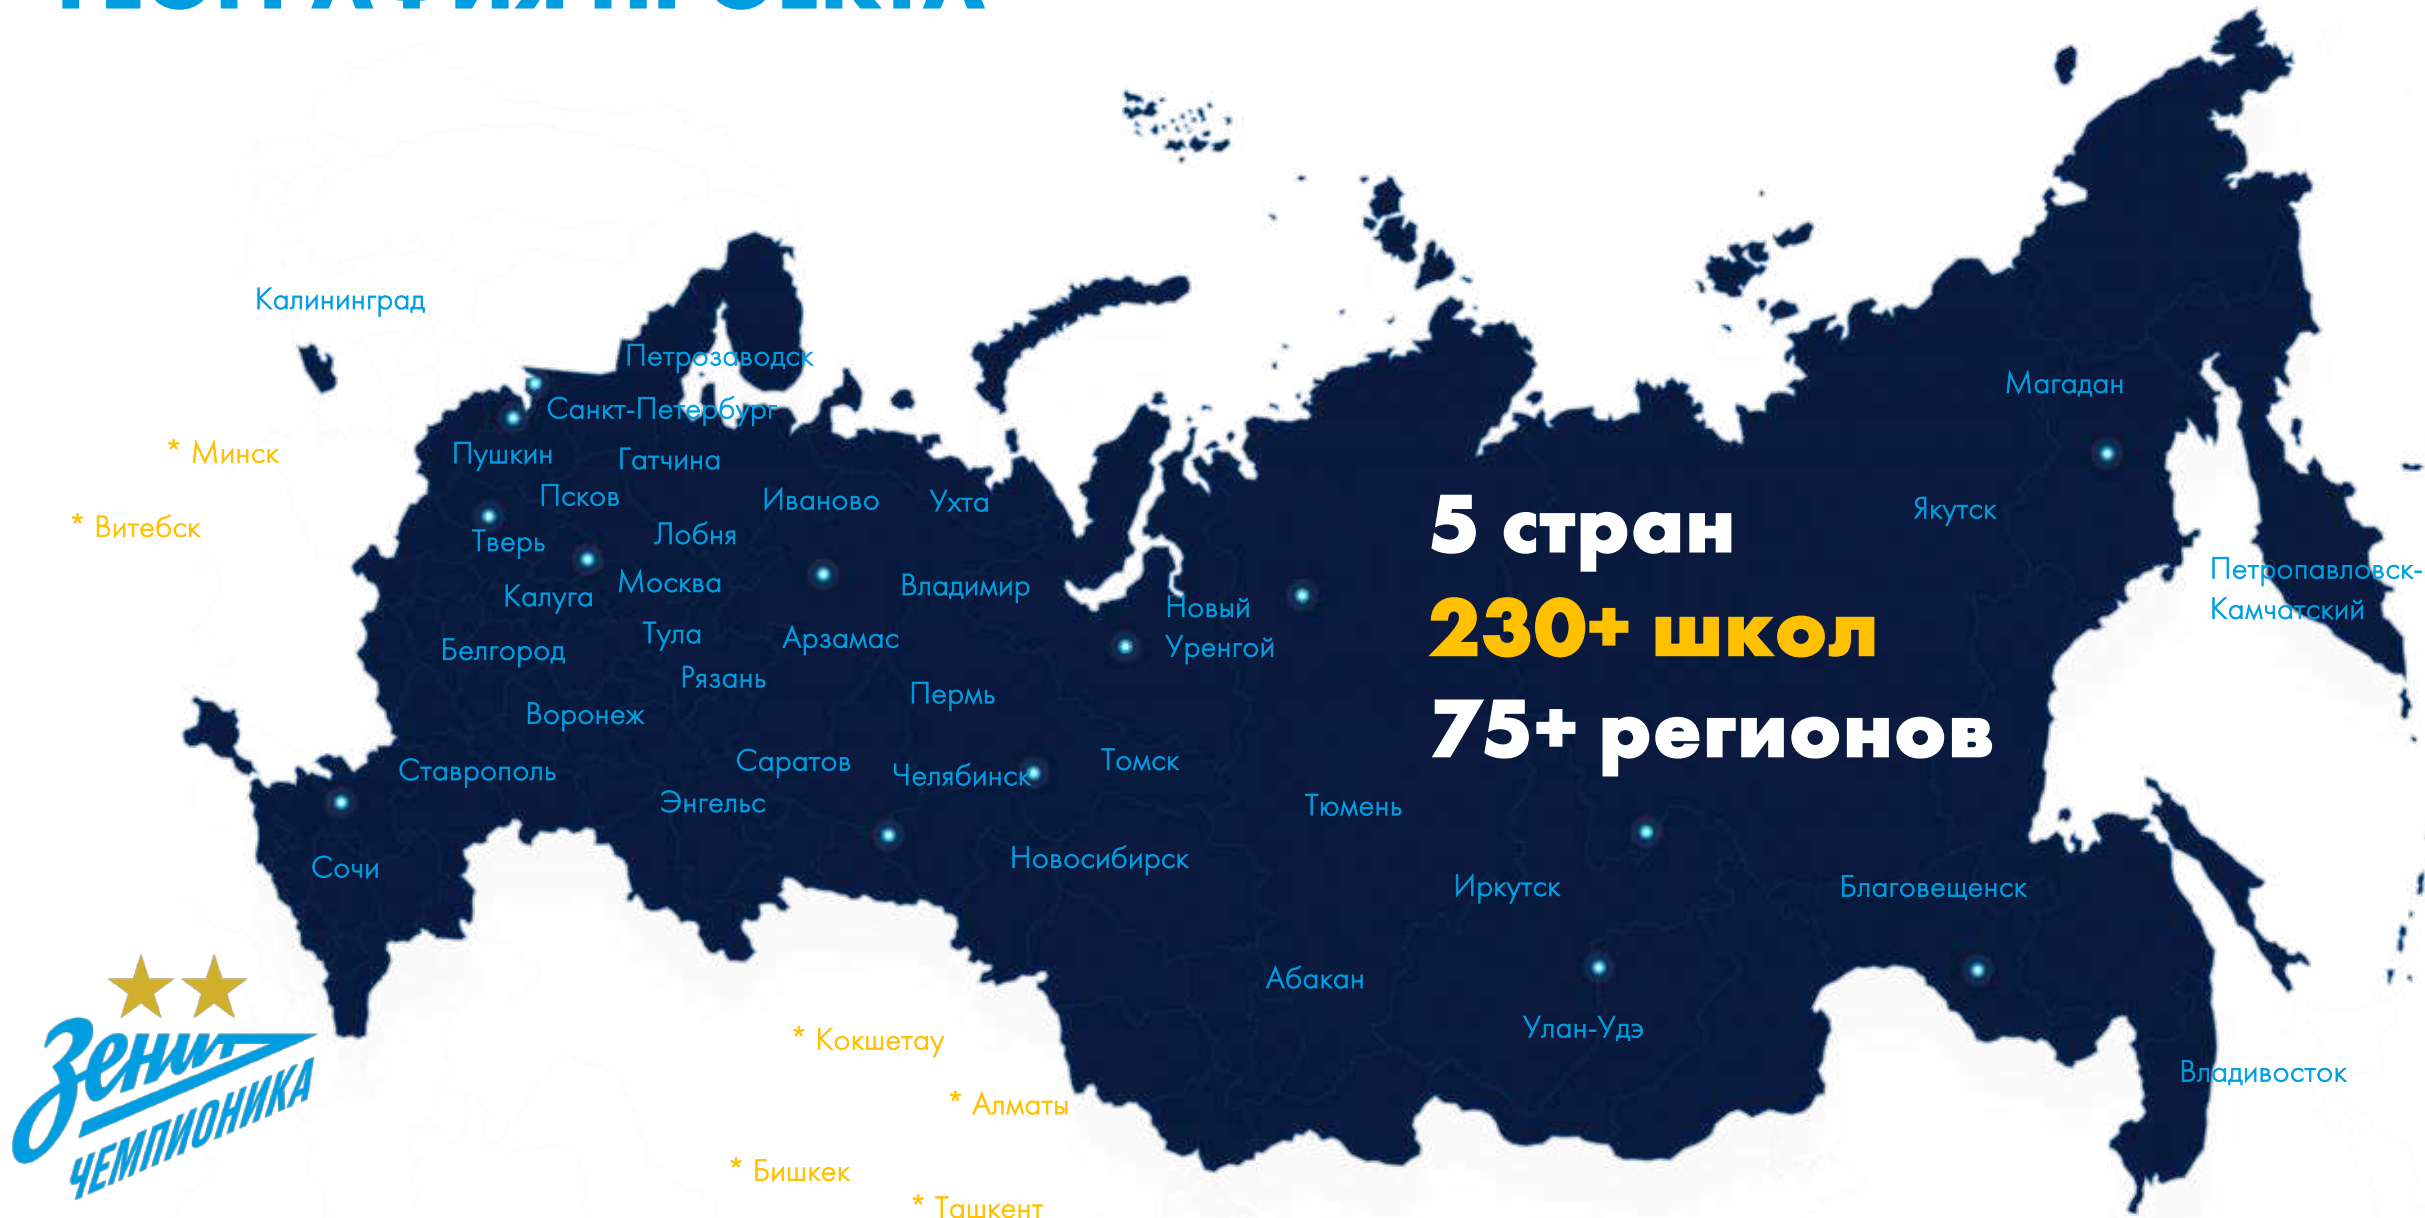 ГЕОГРАФИЯ ПРОЕКТА
Калининград
Петрозаводск
Магадан
Санкт-Петербург
* Минск
Пушкин
Гатчина
Псков
Иваново
Ухта
Якутск
5 стран
* Витебск
Тверь
Лобня
Петропавловск-
Камчатский
Калуга
Москва
Владимир
Новый
Уренгой
230+ школ
Белгород
Тула
Арзамас
Рязань
Пермь
75+ регионов
Воронеж
Ставрополь
Саратов
Челябинск
Томск
Энгельс
Тюмень
Сочи
Новосибирск
Иркутск
Благовещенск
Абакан
Улан-Удэ
* Кокшетау
Зенит
ЧЕМПИОНИКА
Владивосток
* Алматы
* Бишкек
* Ташкент